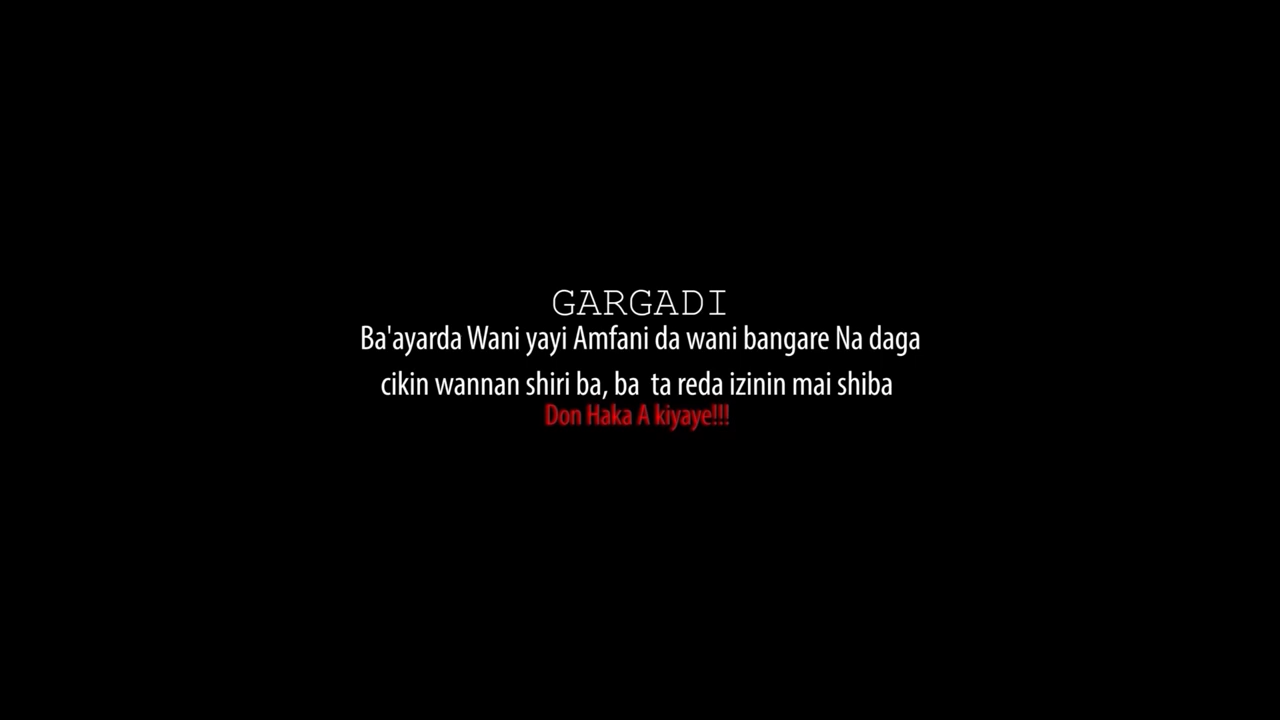 GARGADI
Ba'ayarda Wani yayi Amfani da wani bangare Na daga
cikin wannan shiri ba, ba ta reda izinin mai shiba
Don Haka A kiyaye!!!